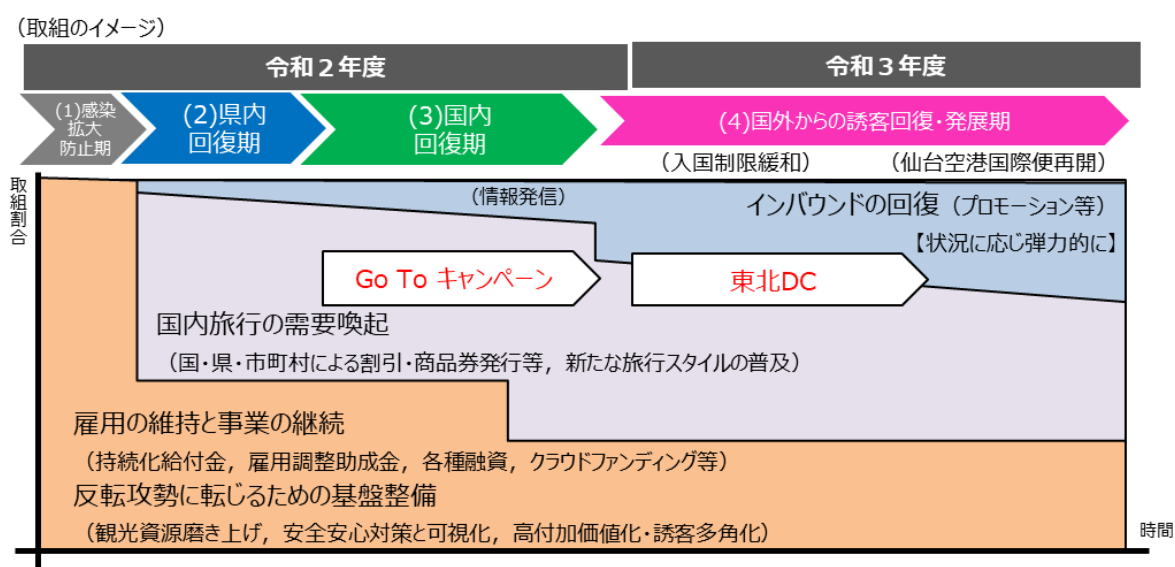 (取組のイメージ)
令和2年度
令和3年度
(1)感染
拡大
防止期
(2)県内
回復期
(3)国内
回復期
(4)国外からの誘客回復・発展期
(入国制限緩和)
(仙台空港国際便再開)
取組割合
(情報発信)
インバウンドの回復(プロモーション等)
【状況に応じ弾力的に】
Go To キャンペーン
東北DC
国内旅行の需要喚起
(国・県・市町村による割引・商品券発行等，新たな旅行スタイルの普及)
雇用の維持と事業の継続
(持続化給付金，雇用調整助成金，各種融資，クラウドファンディング等)
反転攻勢に転じるための基盤整備
(観光資源磨き上げ，安全安心対策と可視化，高付加価値化・誘客多角化)
時間